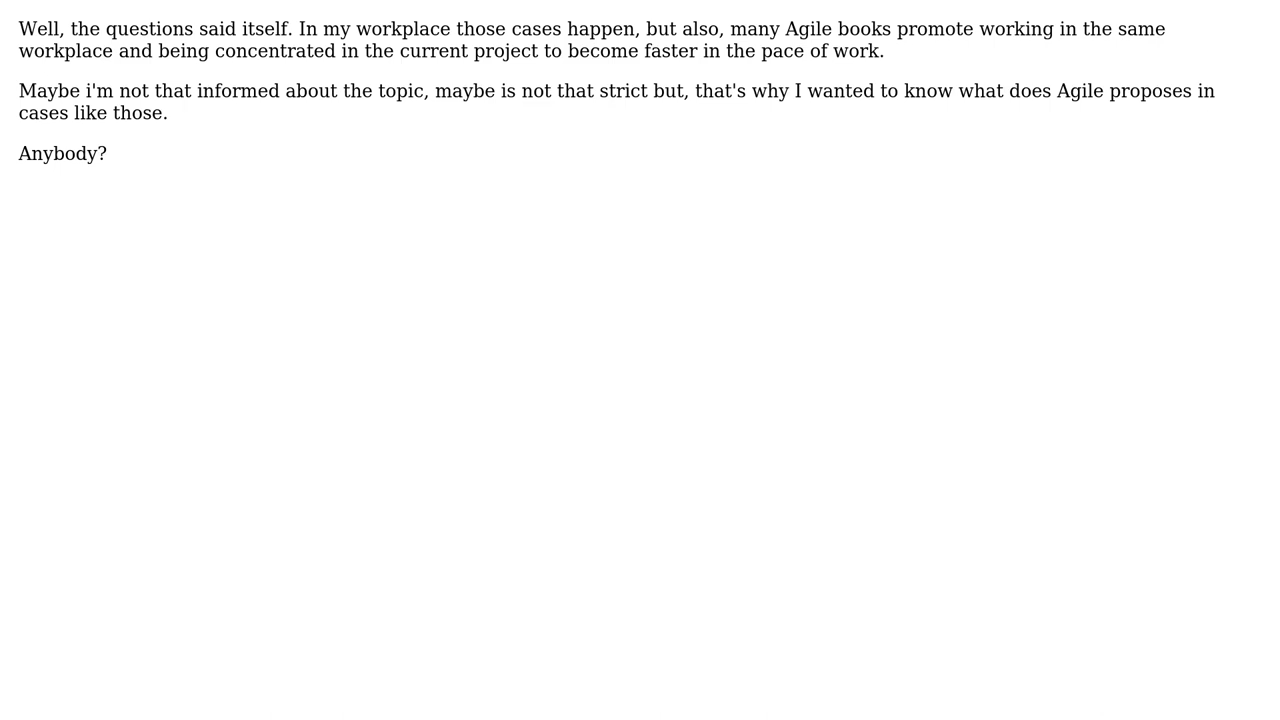 Well, the questions said itself. In my workplace those cases happen, but also, many Agile books promote working in the same
workplace and being concentrated in the current project to become faster in the pace of work.
Maybe i'm not that informed about the topic, maybe is not that strict but, that's why I wanted to know what does Agile proposes in
cases like those.
Anybody?